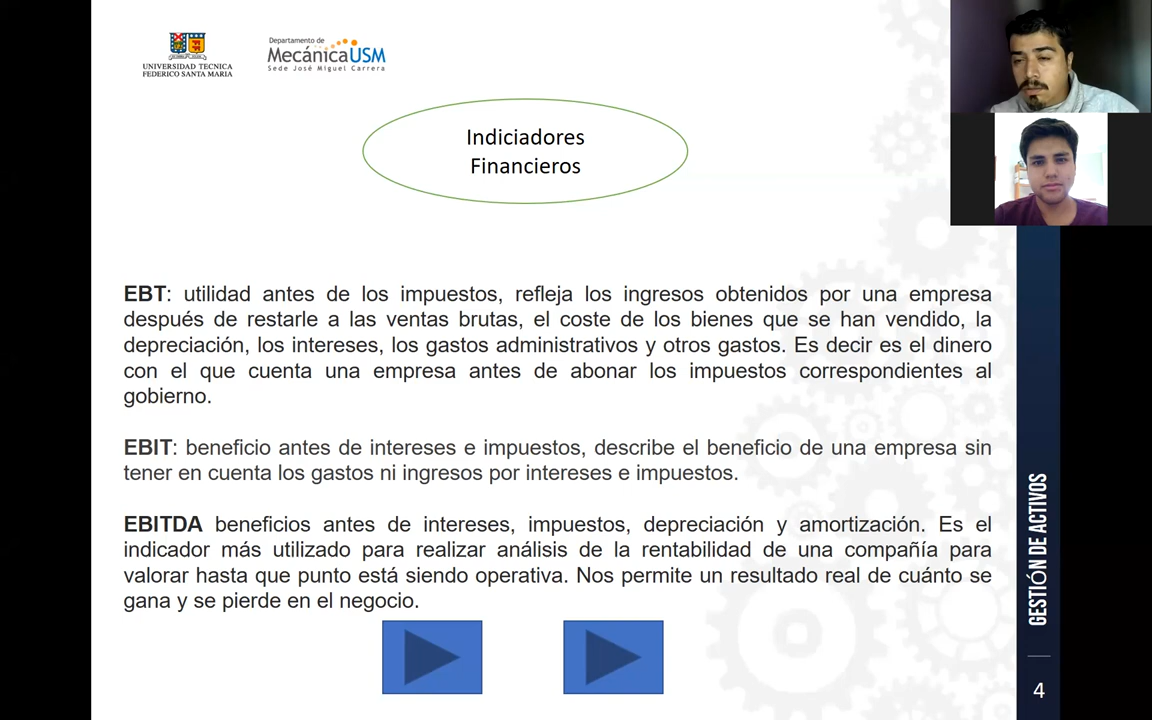 UNIVERSIDAD TECNICA
FEDERICO SANTA MARIA
Departamento de
MecánicaUSM
Sede José Miguel Carrera
Indiciadores
Financieros
EBT: utilidad antes de los impuestos, refleja los ingresos obtenidos por una empresa
después de restarle a las ventas brutas, el coste de los bienes que se han vendido, la
depreciación, los intereses, los gastos administrativos y otros gastos. Es decir es el dinero
con el que cuenta una empresa antes de abonar los impuestos correspondientes al
gobierno.
EBIT: beneficio antes de intereses e impuestos, describe el beneficio de una empresa sin
tener en cuenta los gastos ni ingresos por intereses e impuestos.
EBITDA beneficios antes de intereses, impuestos, depreciación y amortización. Es el
indicador más utilizado para realizar análisis de la rentabilidad de una compañía para
valorar hasta que punto está siendo operativa. Nos permite un resultado real de cuánto se
gana y se pierde en el negocio.
GESTIÓN DE ACTIVOS
4